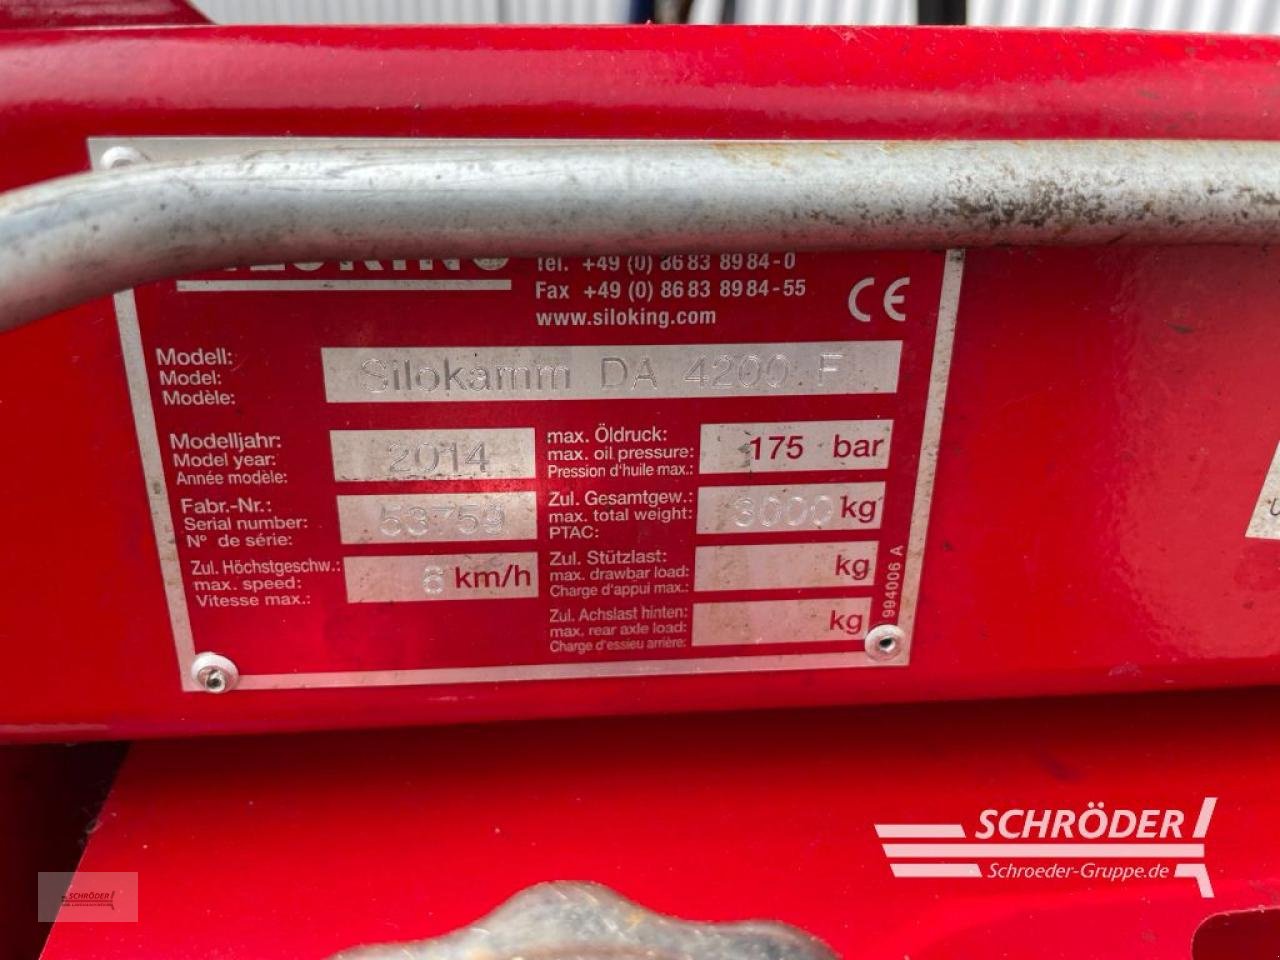 SILOKING
Tel. +49 (0) 86 83 89 84-0
Fax +49 (0) 86 83 89 84-55
www.siloking.com
CE
Modell:
Model:
Modèle:
Silokamm DA 4200 F
Modelljahr:
Model year:
Année modèle:
2014
max. Öldruck:
max. oil pressure:
Pression d'huile max.:
175 bar
Fabr.-Nr.:
Serial number:
N° de série:
53759
Zul. Gesamtgew.:
max. total weight:
PTAC:
3000 kg
Zul. Höchstgeschw.:
max. speed:
Vitesse max.:
6 km/h
Zul. Stützlast:
max. drawbar load:
Charge d'appui max.:
kg
Zul. Achslast hinten:
max. rear axle load:
Charge d'essieu arrière:
kg
994006 A
SCHRÖDER
Schroeder-Gruppe.de
SCHRÖDER